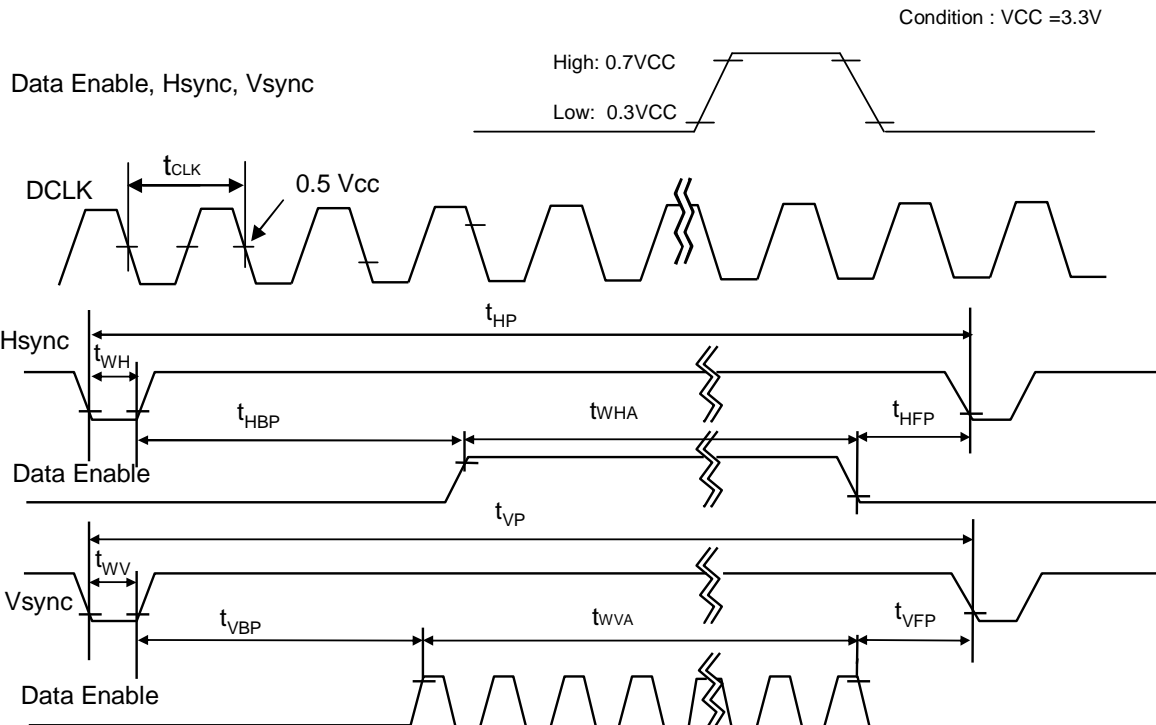 Condition : VCC =3.3V
High: 0.7VCC
Data Enable, Hsync, Vsync
Low: 0.3VCC
tCLK
DCLK
0.5 Vcc
tHP
Hsync
tWH
tHBP
tWHA
tHFP
Data Enable
tVP
tWV
Vsync
tVBP
tWVA
tVFP
Data Enable